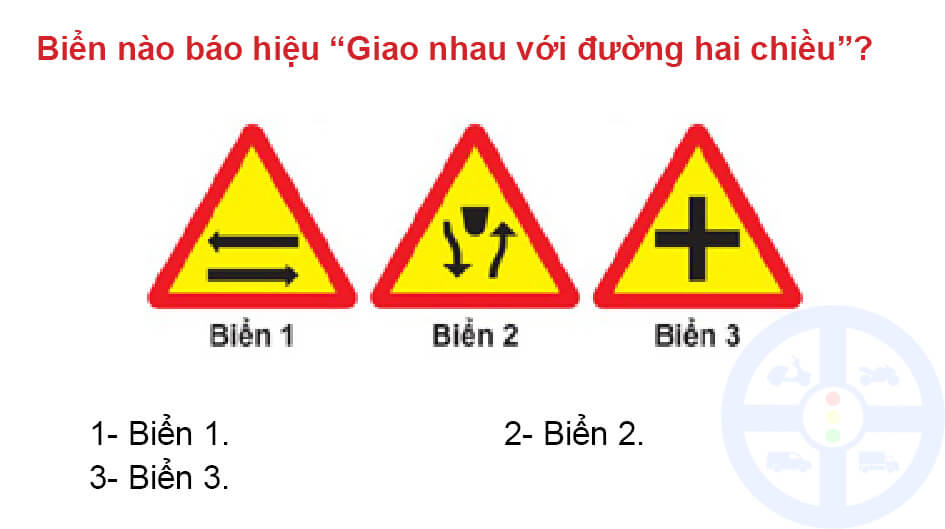 Biển nào báo hiệu “Giao nhau với đường hai chiều”?
Biển 1 Biển 2 Biển 3
1- Biển 1. 2- Biển 2.
3- Biển 3.